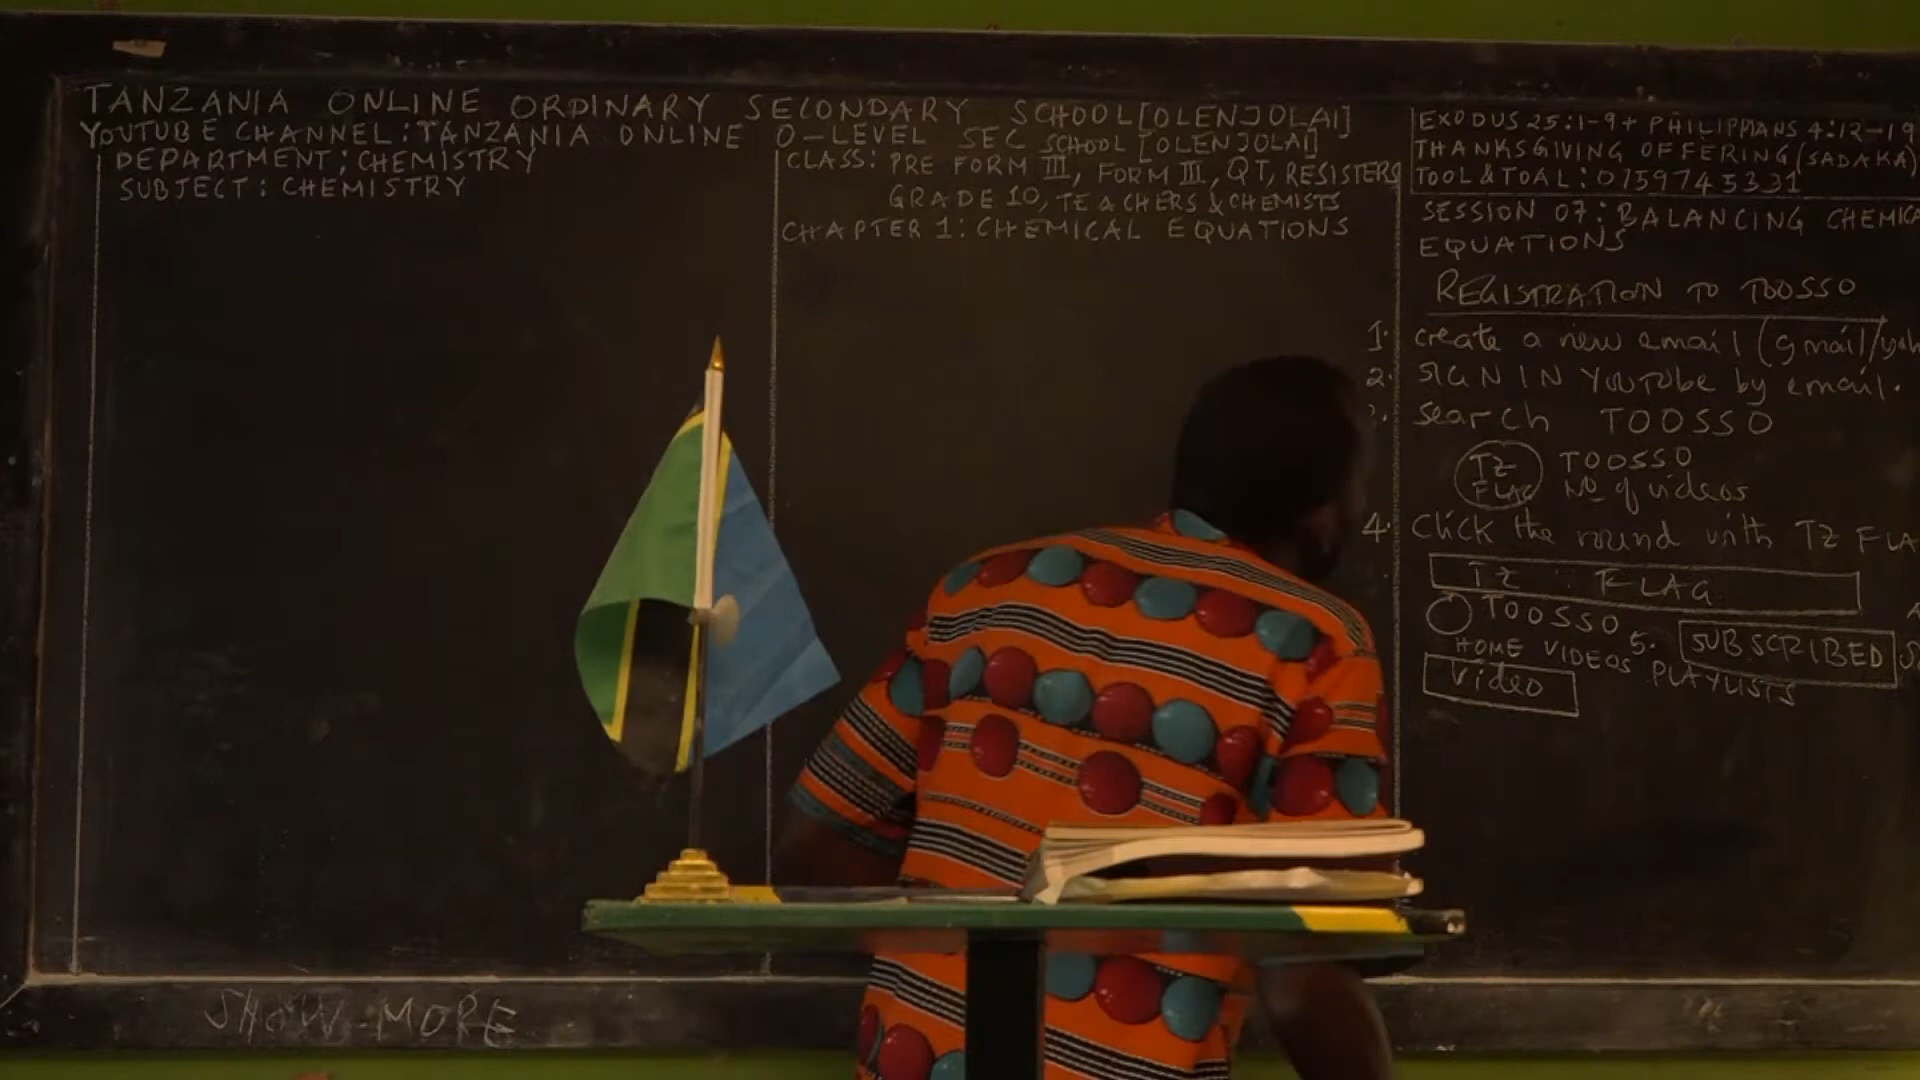 TANZANIA ONLINE ORDINARY SECONDARY SCHOOL[OLENJOLAI]
YOUTUBE CHANNEL:TANZANIA ONLINE O-LEVEL SEC SCHOOL [OLENJOLAI]
DEPARTMENT: CHEMISTRY
SUBJECT: CHEMISTRY
CLASS: PRE FORM III, FORM III, QT, RESISTERS
GRADE 10, TEACHERS & CHEMISTS
CHAPTER 1: CHEMICAL EQUATIONS
EXODUS 25:1-9 + PHILIPPIANS 4:12-19
THANKSGIVING OFFERING (SADAKA)
TOOL & TOAL: 0759745331
SESSION 07: BALANCING CHEMICA
EQUATIONS
REGISTRATION TO TOOSSO
1. create a new email (gmail/yah
2. SIGN IN YOUTUBE by email.
search TOOSSO
TZ FLAG
TOOSSO
No of videos
4. Click the round with TZ FLA
TZ FLAG
TOOSSO
5. SUBSCRIBED
HOME VIDEOS PLAYLISTS
Video
SHOW-MORE